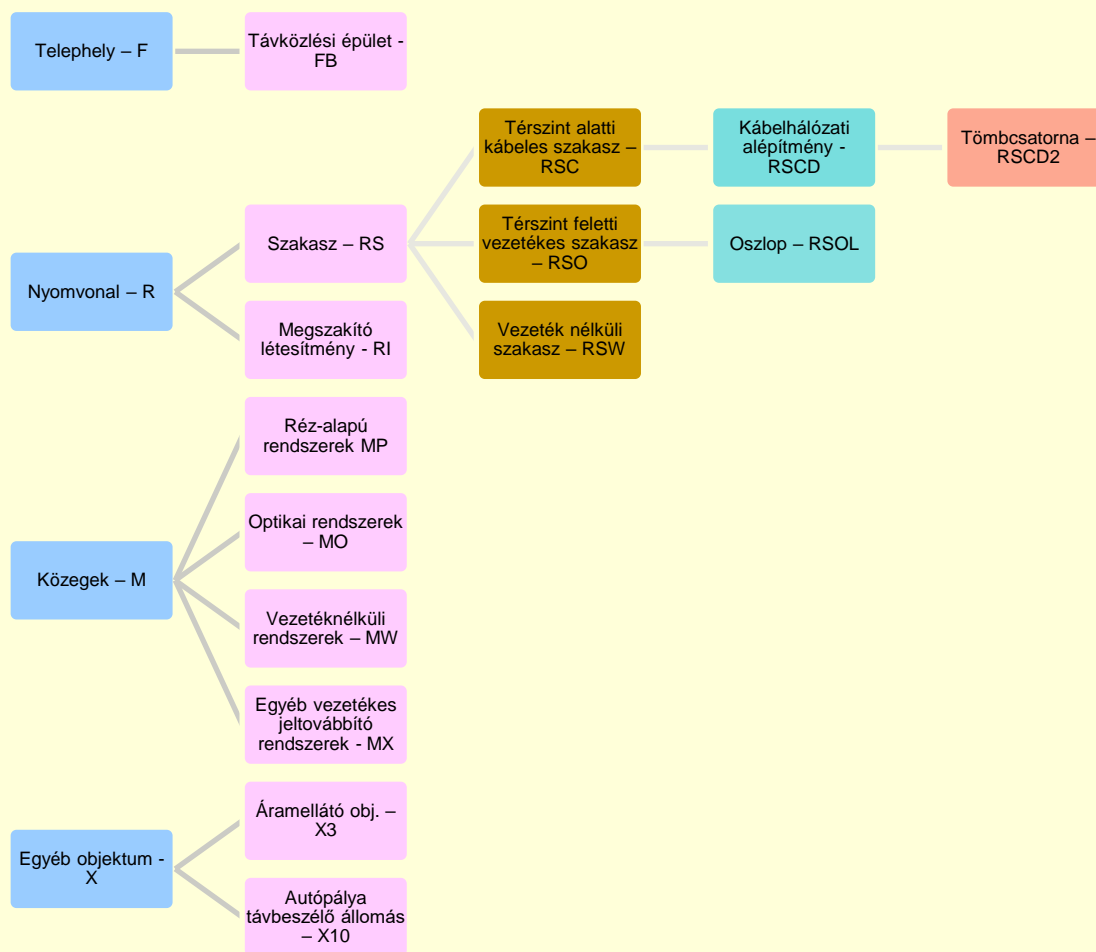 Telephely – F
Távközlési épület -
FB
Térszint alatti
kábeles szakasz –
RSC
Kábelhálózati
alépítmény -
RSCD
Tömbcsatorna –
RSCD2
Nyomvonal – R
Szakasz – RS
Térszint feletti
vezetékes szakasz
– RSO
Oszlop – RSOL
Megszakító
létesítmény - RI
Vezeték nélküli
szakasz – RSW
Közegek – M
Réz-alapú
rendszerek MP
Optikai rendszerek
– MO
Vezetéknélküli
rendszerek – MW
Egyéb vezetékes
jeltovábbító
rendszerek - MX
Egyéb objektum -
X
Áramellátó obj. –
X3
Autópálya
távbeszélő állomás
– X10